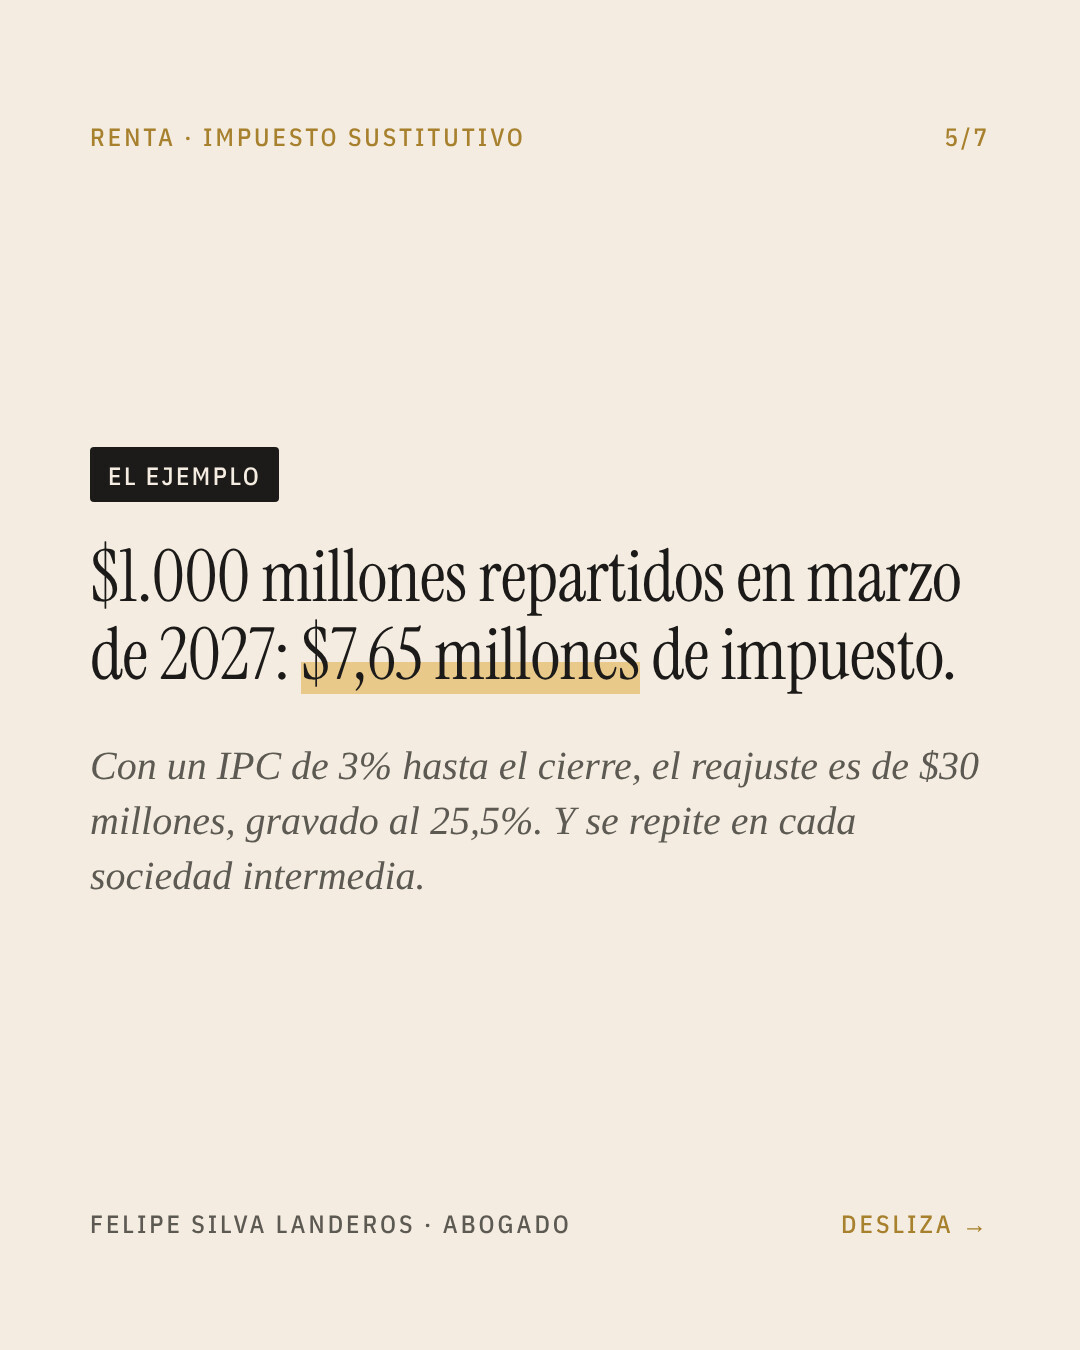 RENTA · IMPUESTO SUSTITUTIVO
5/7
EL EJEMPLO
$1.000 millones repartidos en marzo
de 2027: $7,65 millones de impuesto.
Con un IPC de 3% hasta el cierre, el reajuste es de $30
millones, gravado al 25,5%. Y se repite en cada
sociedad intermedia.
FELIPE SILVA LANDEROS · ABOGADO
DESLIZA →